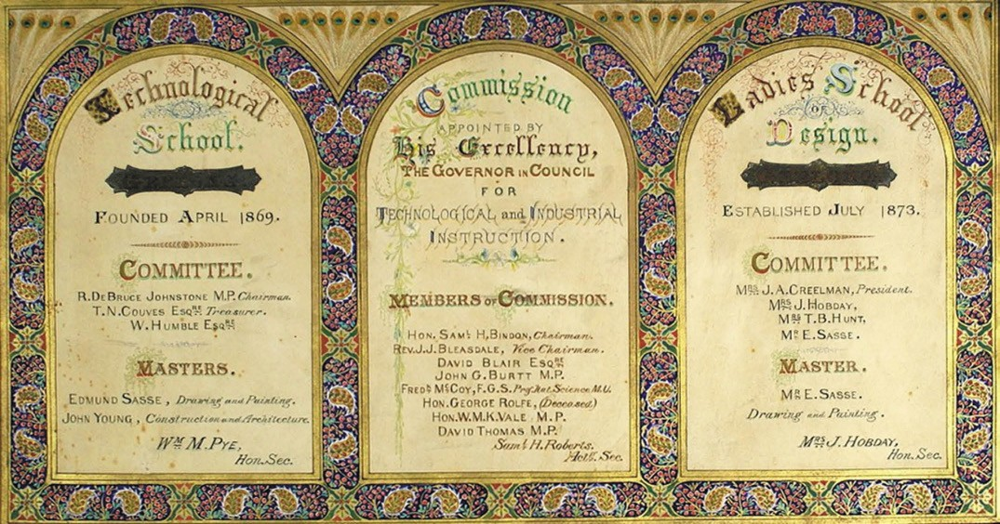 Technological
School.
FOUNDED APRIL 1869.
COMMITTEE.
R. DeBRUCE JOHNSTONE M.P. Chairman.
T.N. COUVES ESQRE Treasurer.
W. HUMBLE ESQRE
MASTERS.
EDMUND SASSE, Drawing and Painting.
JOHN YOUNG, Construction and Architecture.
WM M. PYE,
Hon. Sec.
Commission
APPOINTED BY
His Excellency,
THE GOVERNOR IN COUNCIL
FOR
TECHNOLOGICAL and INDUSTRIAL
INSTRUCTION.
MEMBERS OF COMMISSION.
HON. SAML H. BINDON, Chairman.
REV. J.J. BLEASDALE, Vice Chairman.
DAVID BLAIR ESQRE
JOHN G. BURTT M.P.
FREDD McCOY, F.G.S. Prof. Nat. Science M.U.
HON. GEORGE ROLFE, (Deceased)
HON. W.M.K. VALE M.P.
DAVID THOMAS M.P.
Saml H. Roberts.
Sec.
Ladies School
OF
Design.
ESTABLISHED JULY 1873.
COMMITTEE.
MRS J.A. CREELMAN, President.
MRS J. HOBDAY,
MRS T.B. HUNT,
MR E. SASSE.
MASTER.
MR E. SASSE.
Drawing and Painting.
MRS J. HOBDAY,
Hon. Sec.